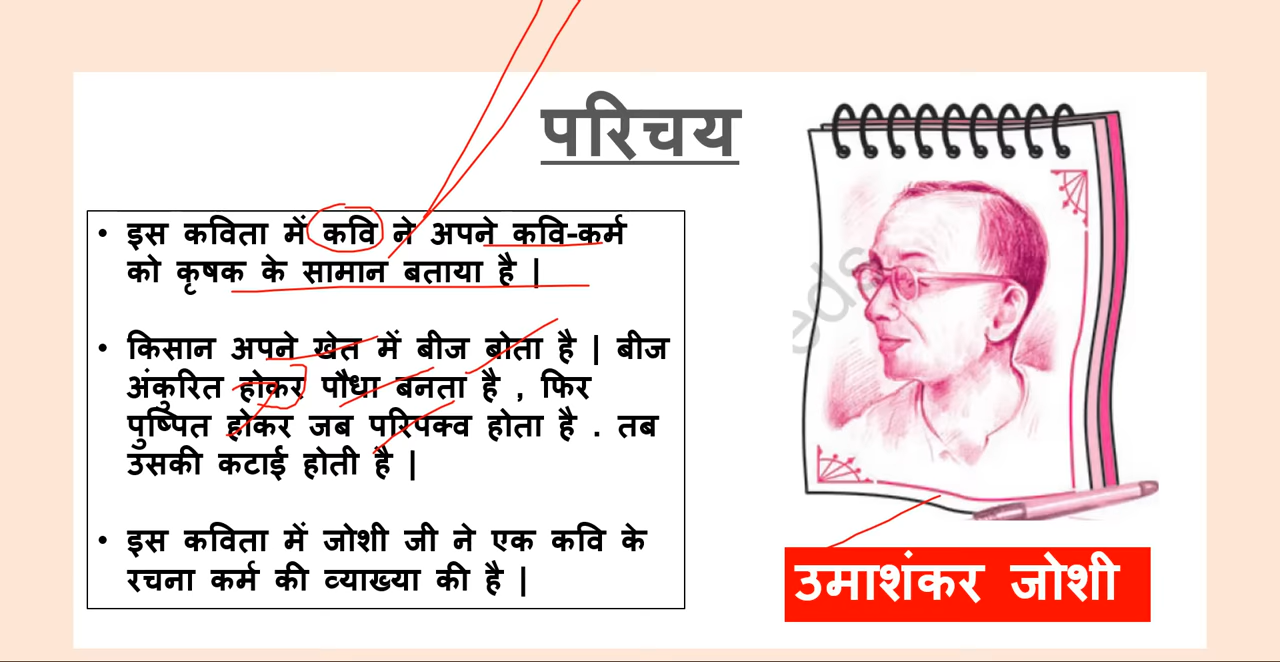 परिचय
• इस कविता में कवि ने अपने कवि-कर्म
को कृषक के सामान बताया है |
• किसान अपने खेत में बीज बोता है | बीज
अंकुरित होकर पौधा बनता है , फिर
पुष्पित होकर जब परिपक्व होता है . तब
उसकी कटाई होती है |
• इस कविता में जोशी जी ने एक कवि के
रचना कर्म की व्याख्या की है |
eds
उमाशंकर जोशी